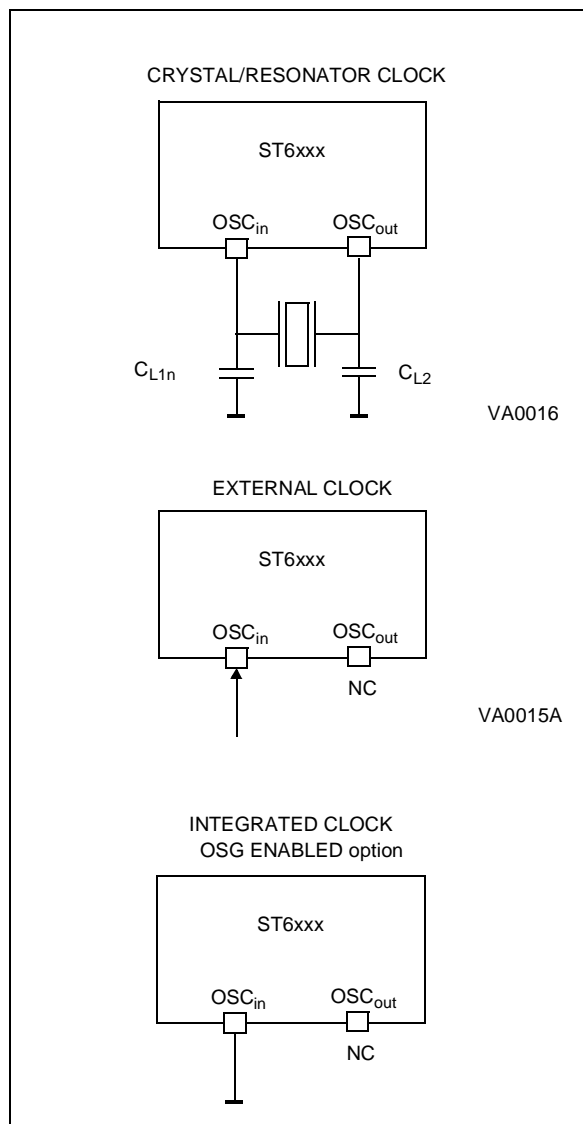 CRYSTAL/RESONATOR CLOCK
ST6xxx
OSCin OSCout
CL1n CL2
VA0016
EXTERNAL CLOCK
ST6xxx
OSCin OSCout
NC
VA0015A
INTEGRATED CLOCK
OSG ENABLED option
ST6xxx
OSCin OSCout
NC